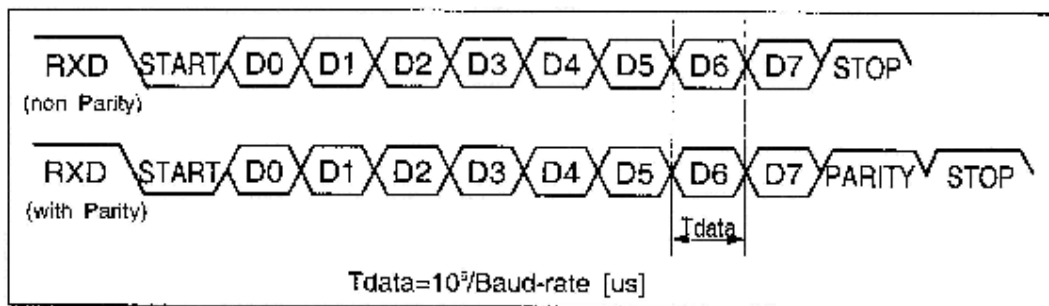 RXD START D0 D1 D2 D3 D4 D5 D6 D7 STOP
(non Parity)
RXD START D0 D1 D2 D3 D4 D5 D6 D7 PARITY STOP
(with Parity)
Tdata
Tdata=10⁶/Baud-rate [us]